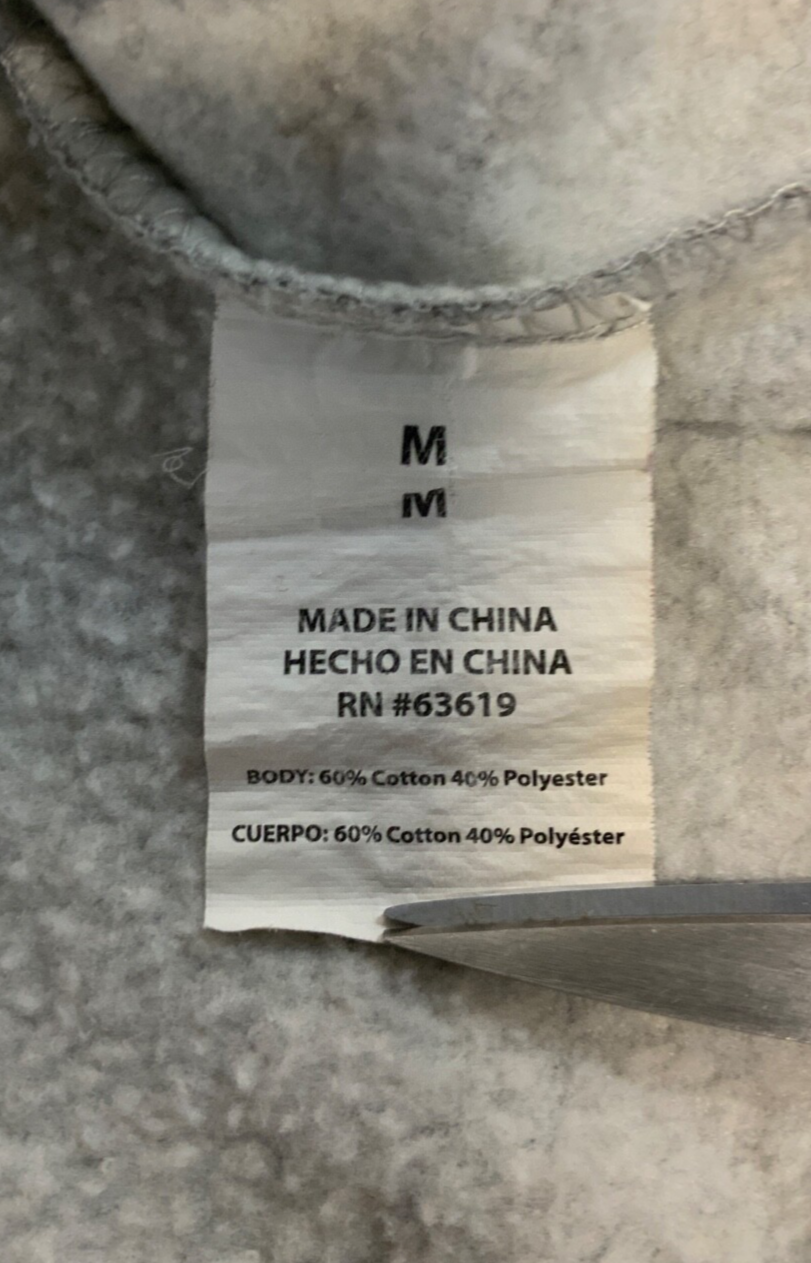 M
M
MADE IN CHINA
HECHO EN CHINA
RN #63619
BODY: 60% Cotton 40% Polyester
CUERPO: 60% Cotton 40% Polyéster